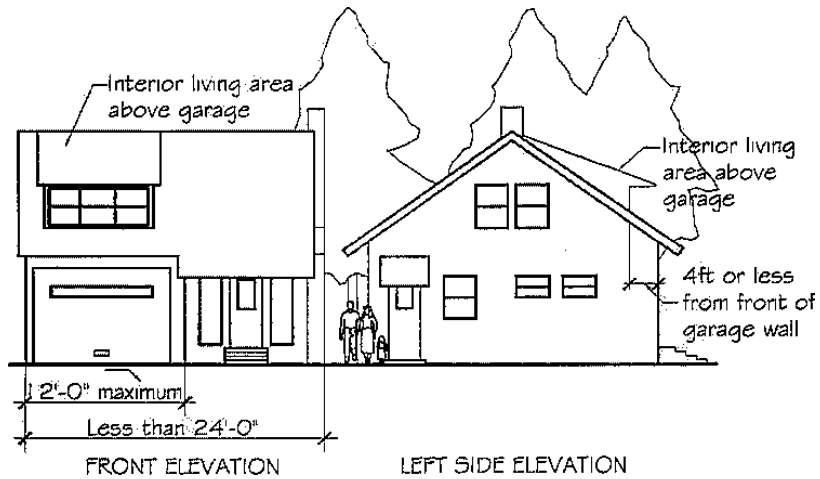 Interior living area
above garage
Interior living
area above
garage
4ft or less
from front of
garage wall
12'-0" maximum
Less than 24'-0"
FRONT ELEVATION
LEFT SIDE ELEVATION